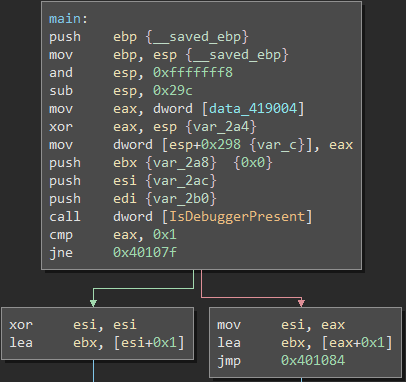 main:
push ebp {__saved_ebp}
mov ebp, esp {__saved_ebp}
and esp, 0xfffffff8
sub esp, 0x29c
mov eax, dword [data_419004]
xor eax, esp {var_2a4}
mov dword [esp+0x298 {var_c}], eax
push ebx {var_2a8} {0x0}
push esi {var_2ac}
push edi {var_2b0}
call dword [IsDebuggerPresent]
cmp eax, 0x1
jne 0x40107f
xor esi, esi
lea ebx, [esi+0x1]
mov esi, eax
lea ebx, [eax+0x1]
jmp 0x401084